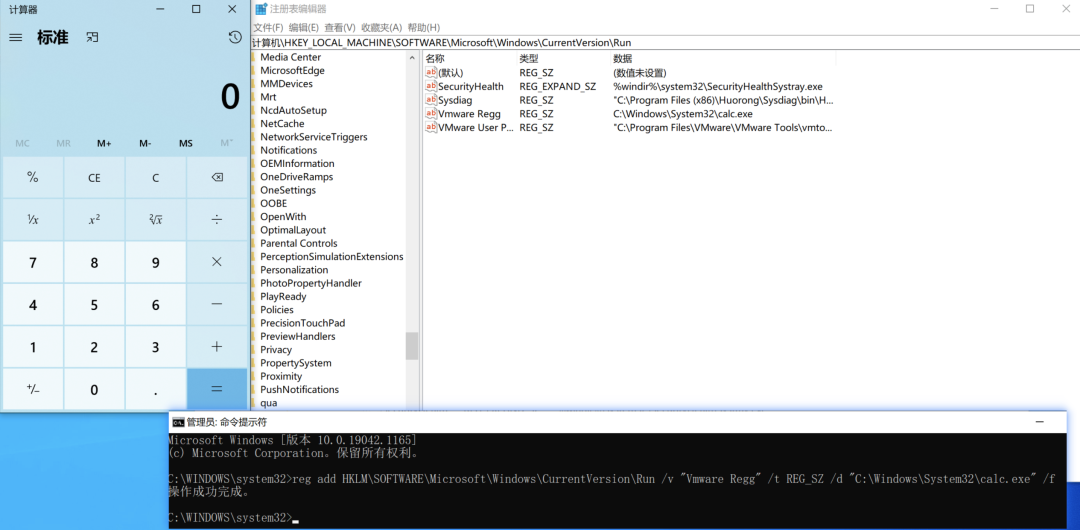 计算器
标准
0
MC MR M+ M- MS M˅
% CE C
¹/x x² ²√x ÷
7 8 9 ×
4 5 6 −
1 2 3 +
+/− 0 . =
注册表编辑器
文件(F) 编辑(E) 查看(V) 收藏夹(A) 帮助(H)
计算机\HKEY_LOCAL_MACHINE\SOFTWARE\Microsoft\Windows\CurrentVersion\Run
Media Center
MicrosoftEdge
MMDevices
Mrt
NcdAutoSetup
NetCache
NetworkServiceTriggers
Notifications
OEMInformation
OneDriveRamps
OneSettings
OOBE
OpenWith
OptimalLayout
Parental Controls
PerceptionSimulationExtensions
Personalization
PhotoPropertyHandler
PlayReady
Policies
PrecisionTouchPad
PreviewHandlers
Privacy
PropertySystem
Proximity
PushNotifications
qua
名称 类型 数据
ab (默认) REG_SZ (数值未设置)
ab SecurityHealth REG_EXPAND_SZ %windir%\system32\SecurityHealthSystray.exe
ab Sysdiag REG_SZ "C:\Program Files (x86)\Huorong\Sysdiag\bin\H...
ab Vmware Regg REG_SZ C:\Windows\System32\calc.exe
ab VMware User P... REG_SZ "C:\Program Files\VMware\VMware Tools\vmto...
管理员: 命令提示符
Microsoft Windows [版本 10.0.19042.1165]
(c) Microsoft Corporation。保留所有权利。
C:\WINDOWS\system32>reg add HKLM\SOFTWARE\Microsoft\Windows\CurrentVersion\Run /v "Vmware Regg" /t REG_SZ /d "C:\Windows\System32\calc.exe" /f
操作成功完成。
C:\WINDOWS\system32>